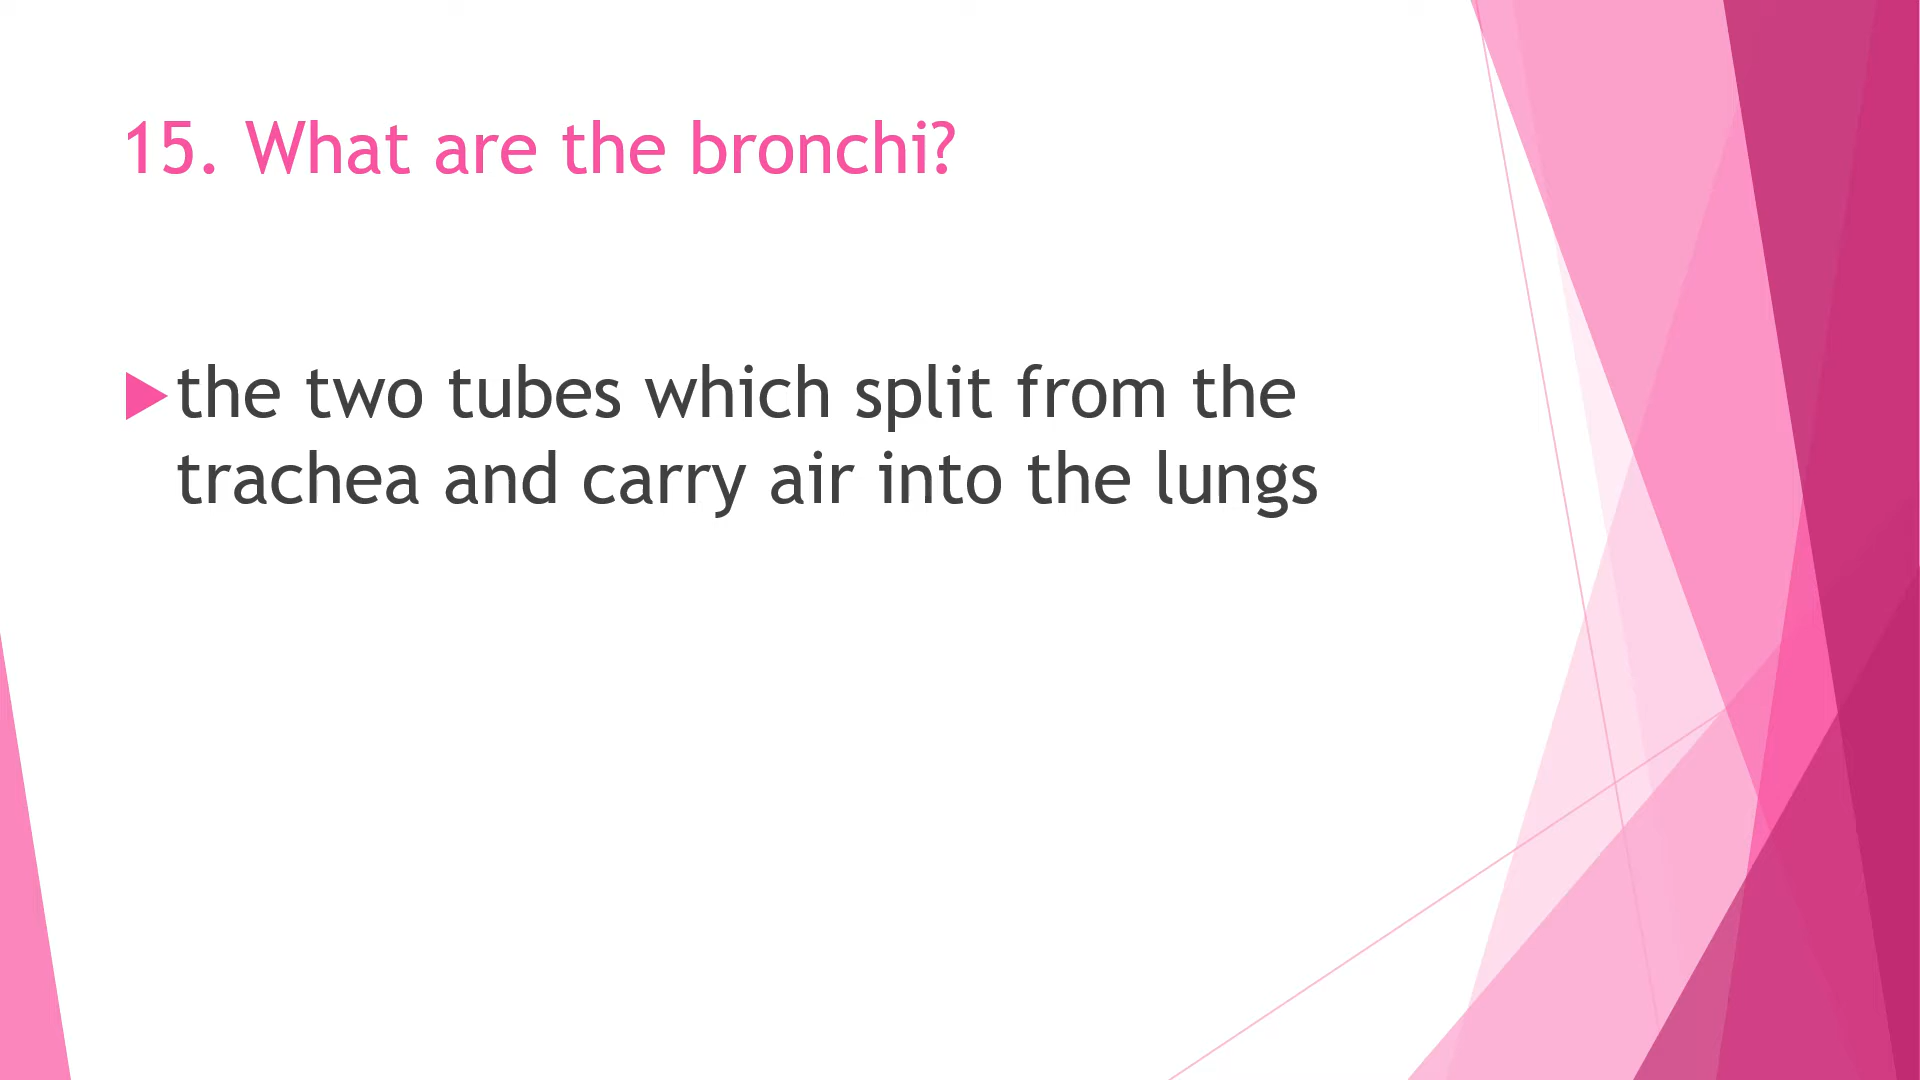 15. What are the bronchi?
the two tubes which split from the
trachea and carry air into the lungs